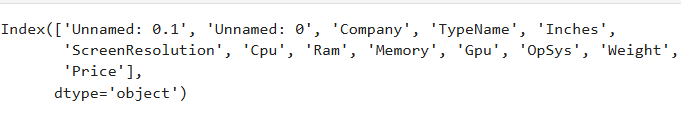 Index(['Unnamed: 0.1', 'Unnamed: 0', 'Company', 'TypeName', 'Inches',
'ScreenResolution', 'Cpu', 'Ram', 'Memory', 'Gpu', 'OpSys', 'Weight',
'Price'],
dtype='object')